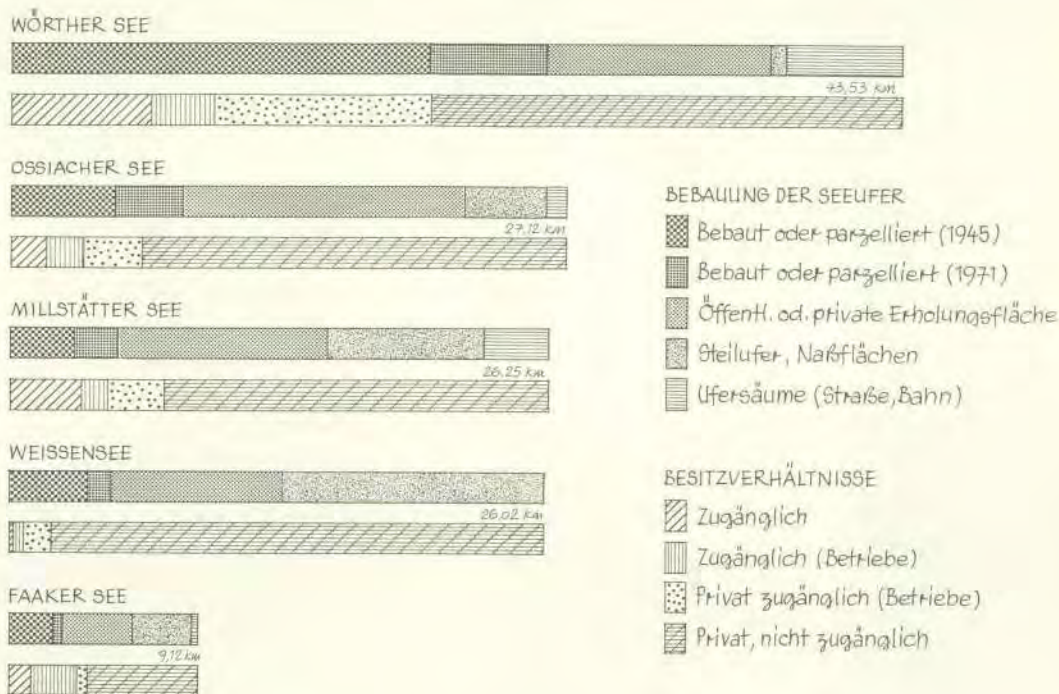 WÖRTHER SEE
43,53 km
OSSIACHER SEE
27,12 km
MILLSTÄTTER SEE
26,25 km
WEISSENSEE
26,02 km
FAAKER SEE
9,12 km
BEBAUUNG DER SEEUFER
Bebaut oder parzelliert (1945)
Bebaut oder parzelliert (1971)
Öffentl. od. private Erholungsfläche
Steilufer, Naßflächen
Ufersäume (Straße, Bahn)
BESITZVERHÄLTNISSE
Zugänglich
Zugänglich (Betriebe)
Privat zugänglich (Betriebe)
Privat, nicht zugänglich